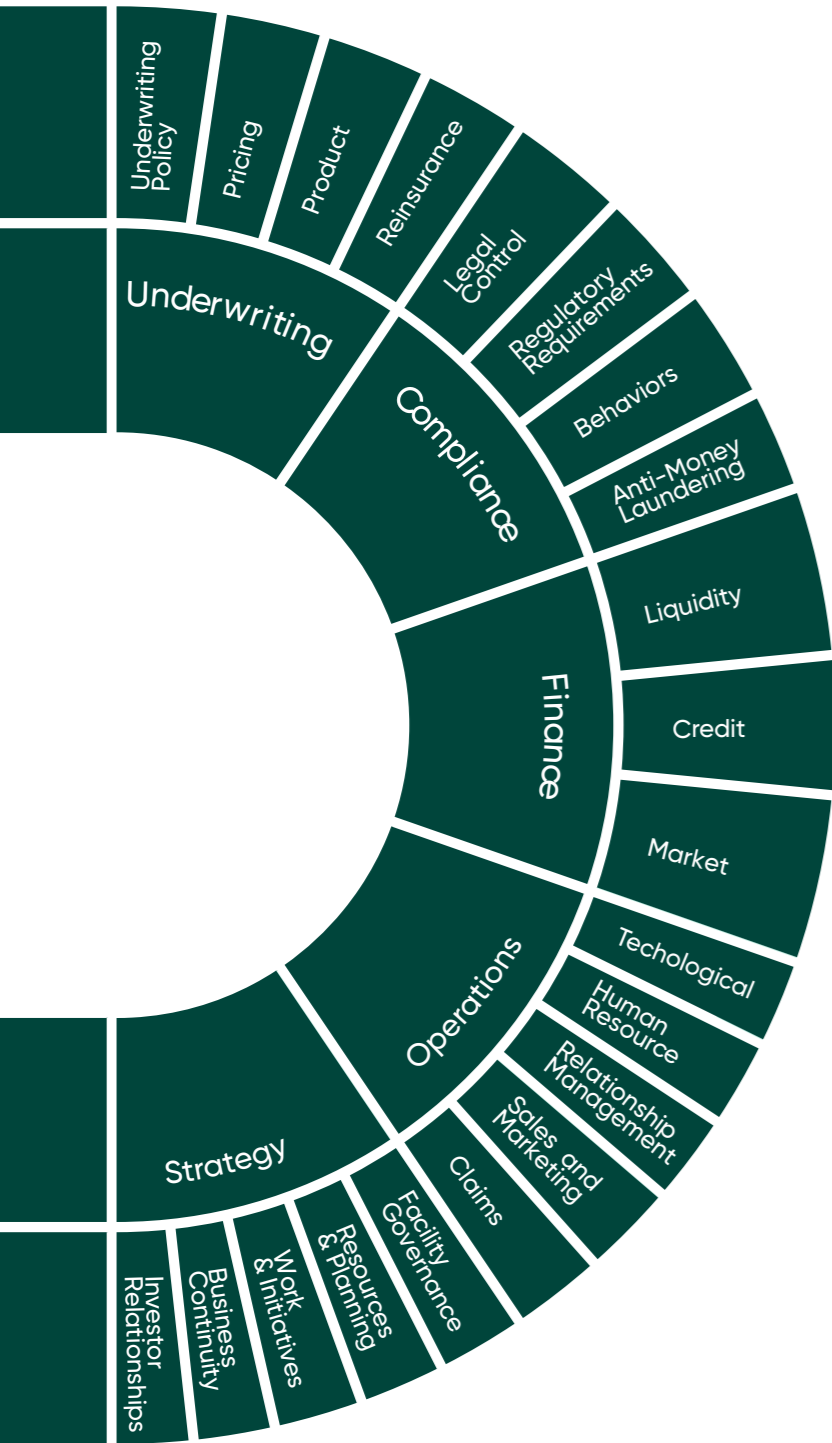 Underwriting
Policy
Pricing
Product
Reinsurance
Underwriting
Legal
Control
Regulatory
Requirements
Behaviors
Anti-Money
Laundering
Compliance
Liquidity
Credit
Market
Finance
Techological
Human
Resource
Relationship
Management
Sales and
Marketing
Claims
Operations
Facility
Governance
Resources
& Planning
Work
& Initiatives
Business
Continuity
Investor
Relationships
Strategy